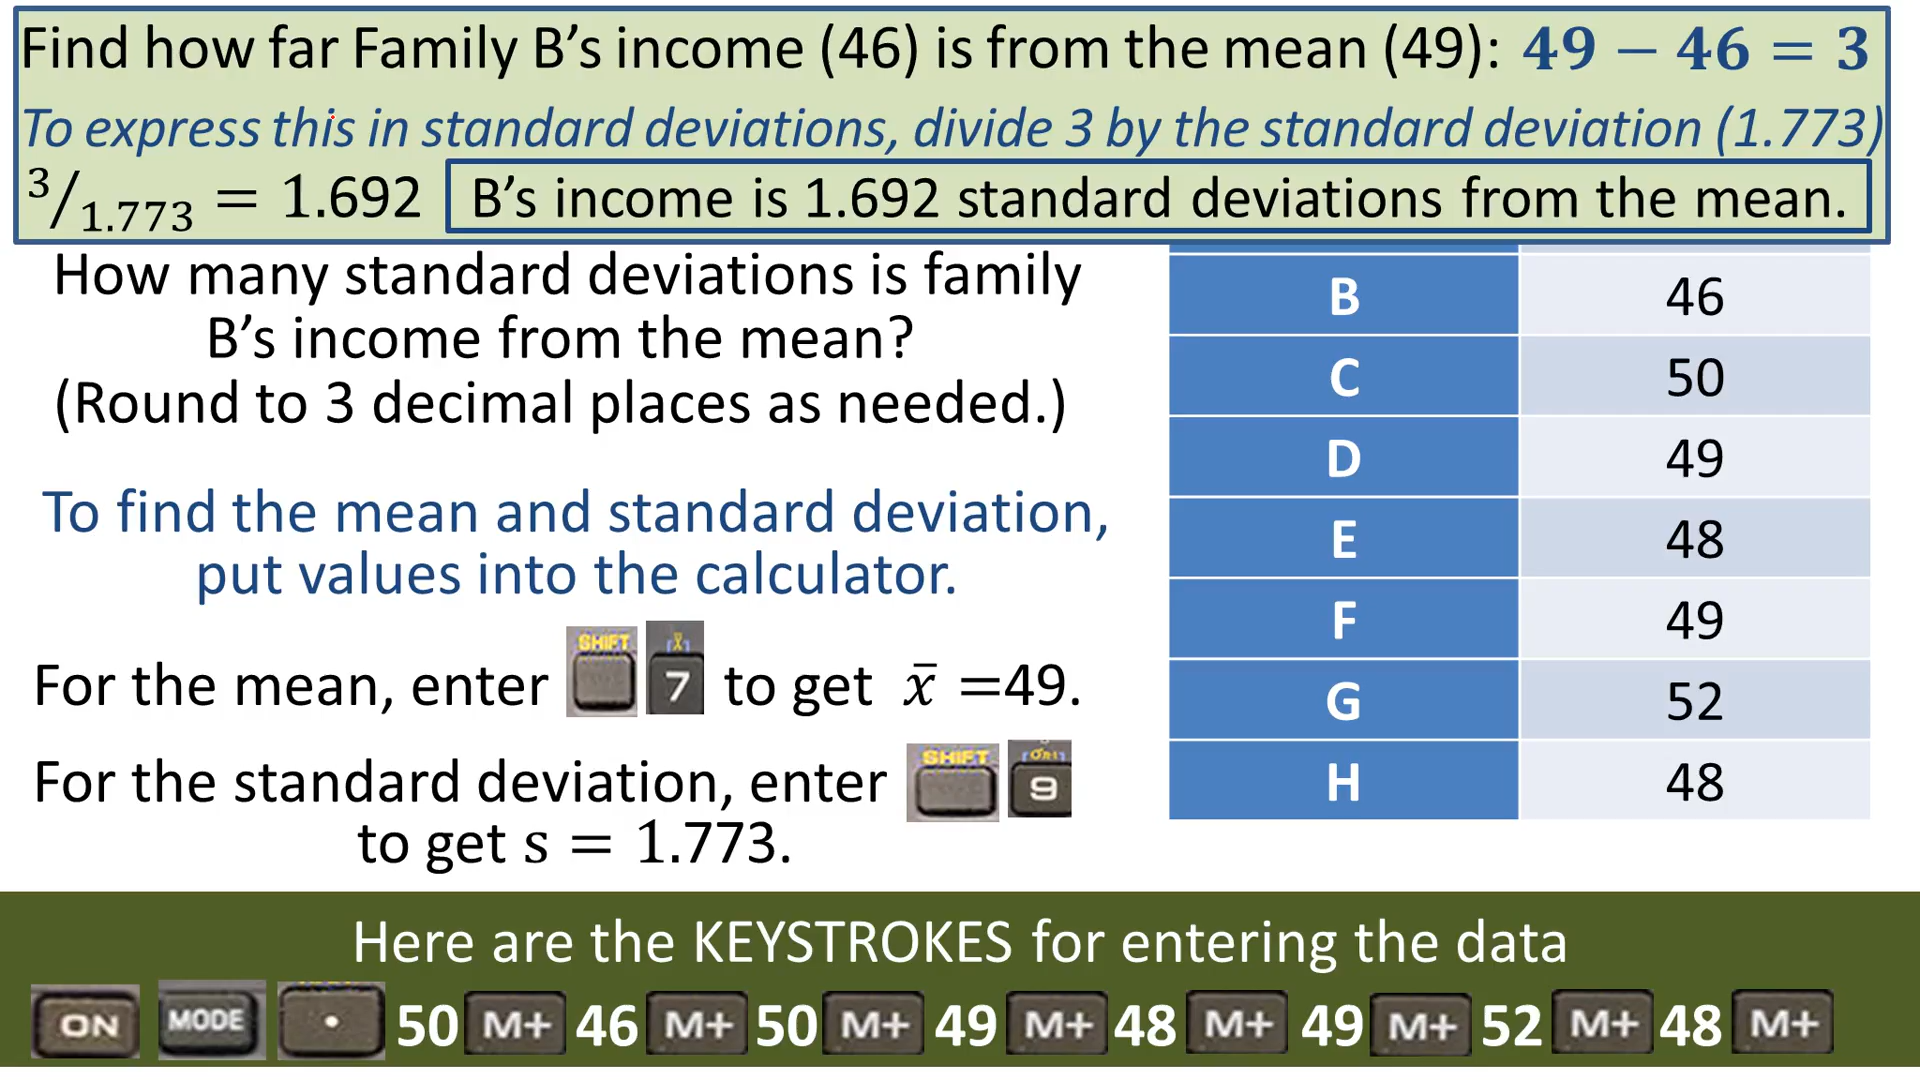 Find how far Family B’s income (46) is from the mean (49): 49 − 46 = 3
To express this in standard deviations, divide 3 by the standard deviation (1.773)
3/1.773 = 1.692 B’s income is 1.692 standard deviations from the mean.
How many standard deviations is family
B’s income from the mean?
(Round to 3 decimal places as needed.)
To find the mean and standard deviation,
put values into the calculator.
For the mean, enter SHIFT x̄ 7 to get x̄ =49.
For the standard deviation, enter SHIFT σn-1 9
to get s = 1.773.
B 46
C 50
D 49
E 48
F 49
G 52
H 48
Here are the KEYSTROKES for entering the data
ON MODE • 50 M+ 46 M+ 50 M+ 49 M+ 48 M+ 49 M+ 52 M+ 48 M+